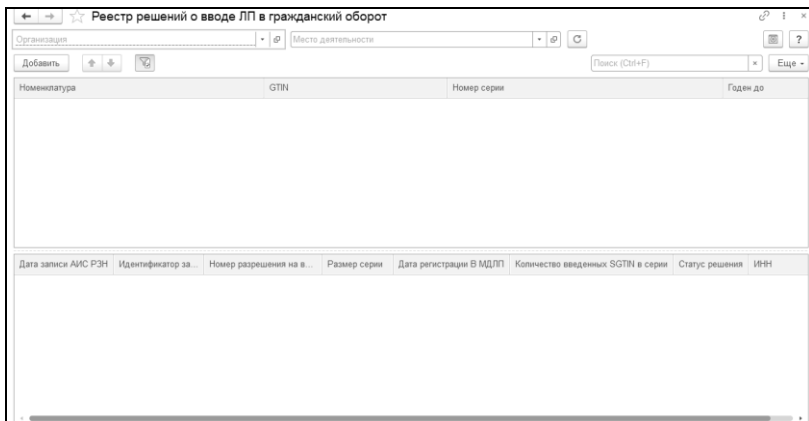 Реестр решений о вводе ЛП в гражданский оборот
Организация Место деятельности ?
Добавить Поиск (Ctrl+F) × Еще
Номенклатура GTIN Номер серии Годен до
Дата записи АИС РЗН Идентификатор за... Номер разрешения на в... Размер серии Дата регистрации В МДЛП Количество введенных SGTIN в серии Статус решения ИНН